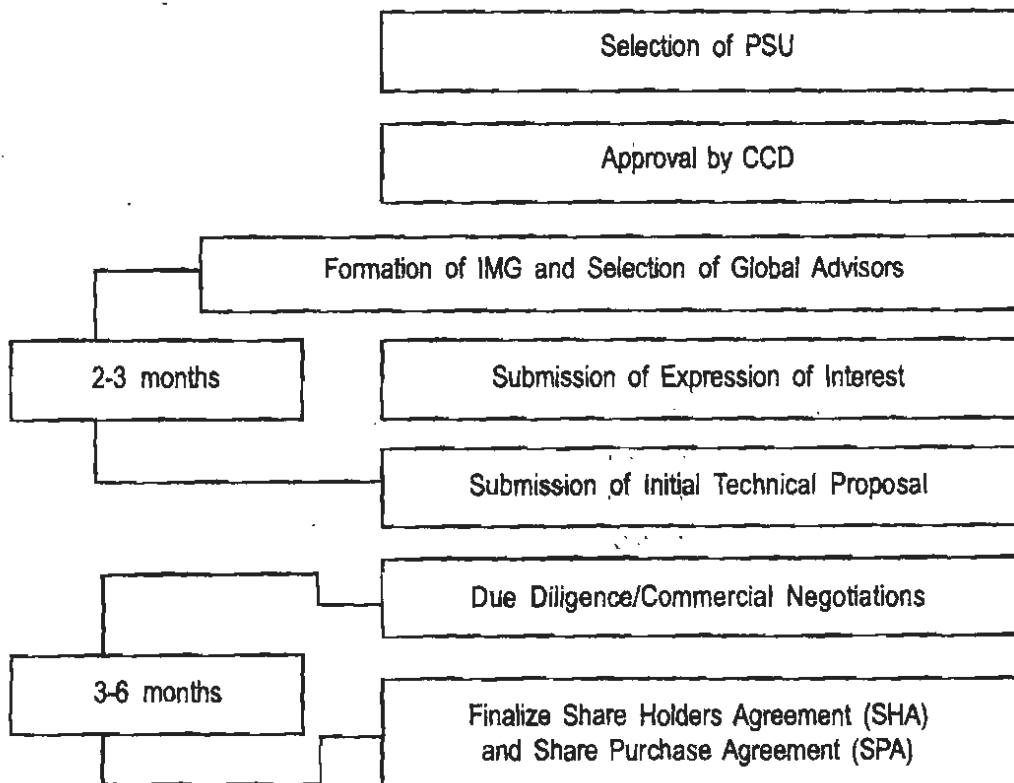 Selection of PSU
Approval by CCD
Formation of IMG and Selection of Global Advisors
2-3 months
Submission of Expression of Interest
Submission of Initial Technical Proposal
Due Diligence/Commercial Negotiations
3-6 months
Finalize Share Holders Agreement (SHA)
and Share Purchase Agreement (SPA)